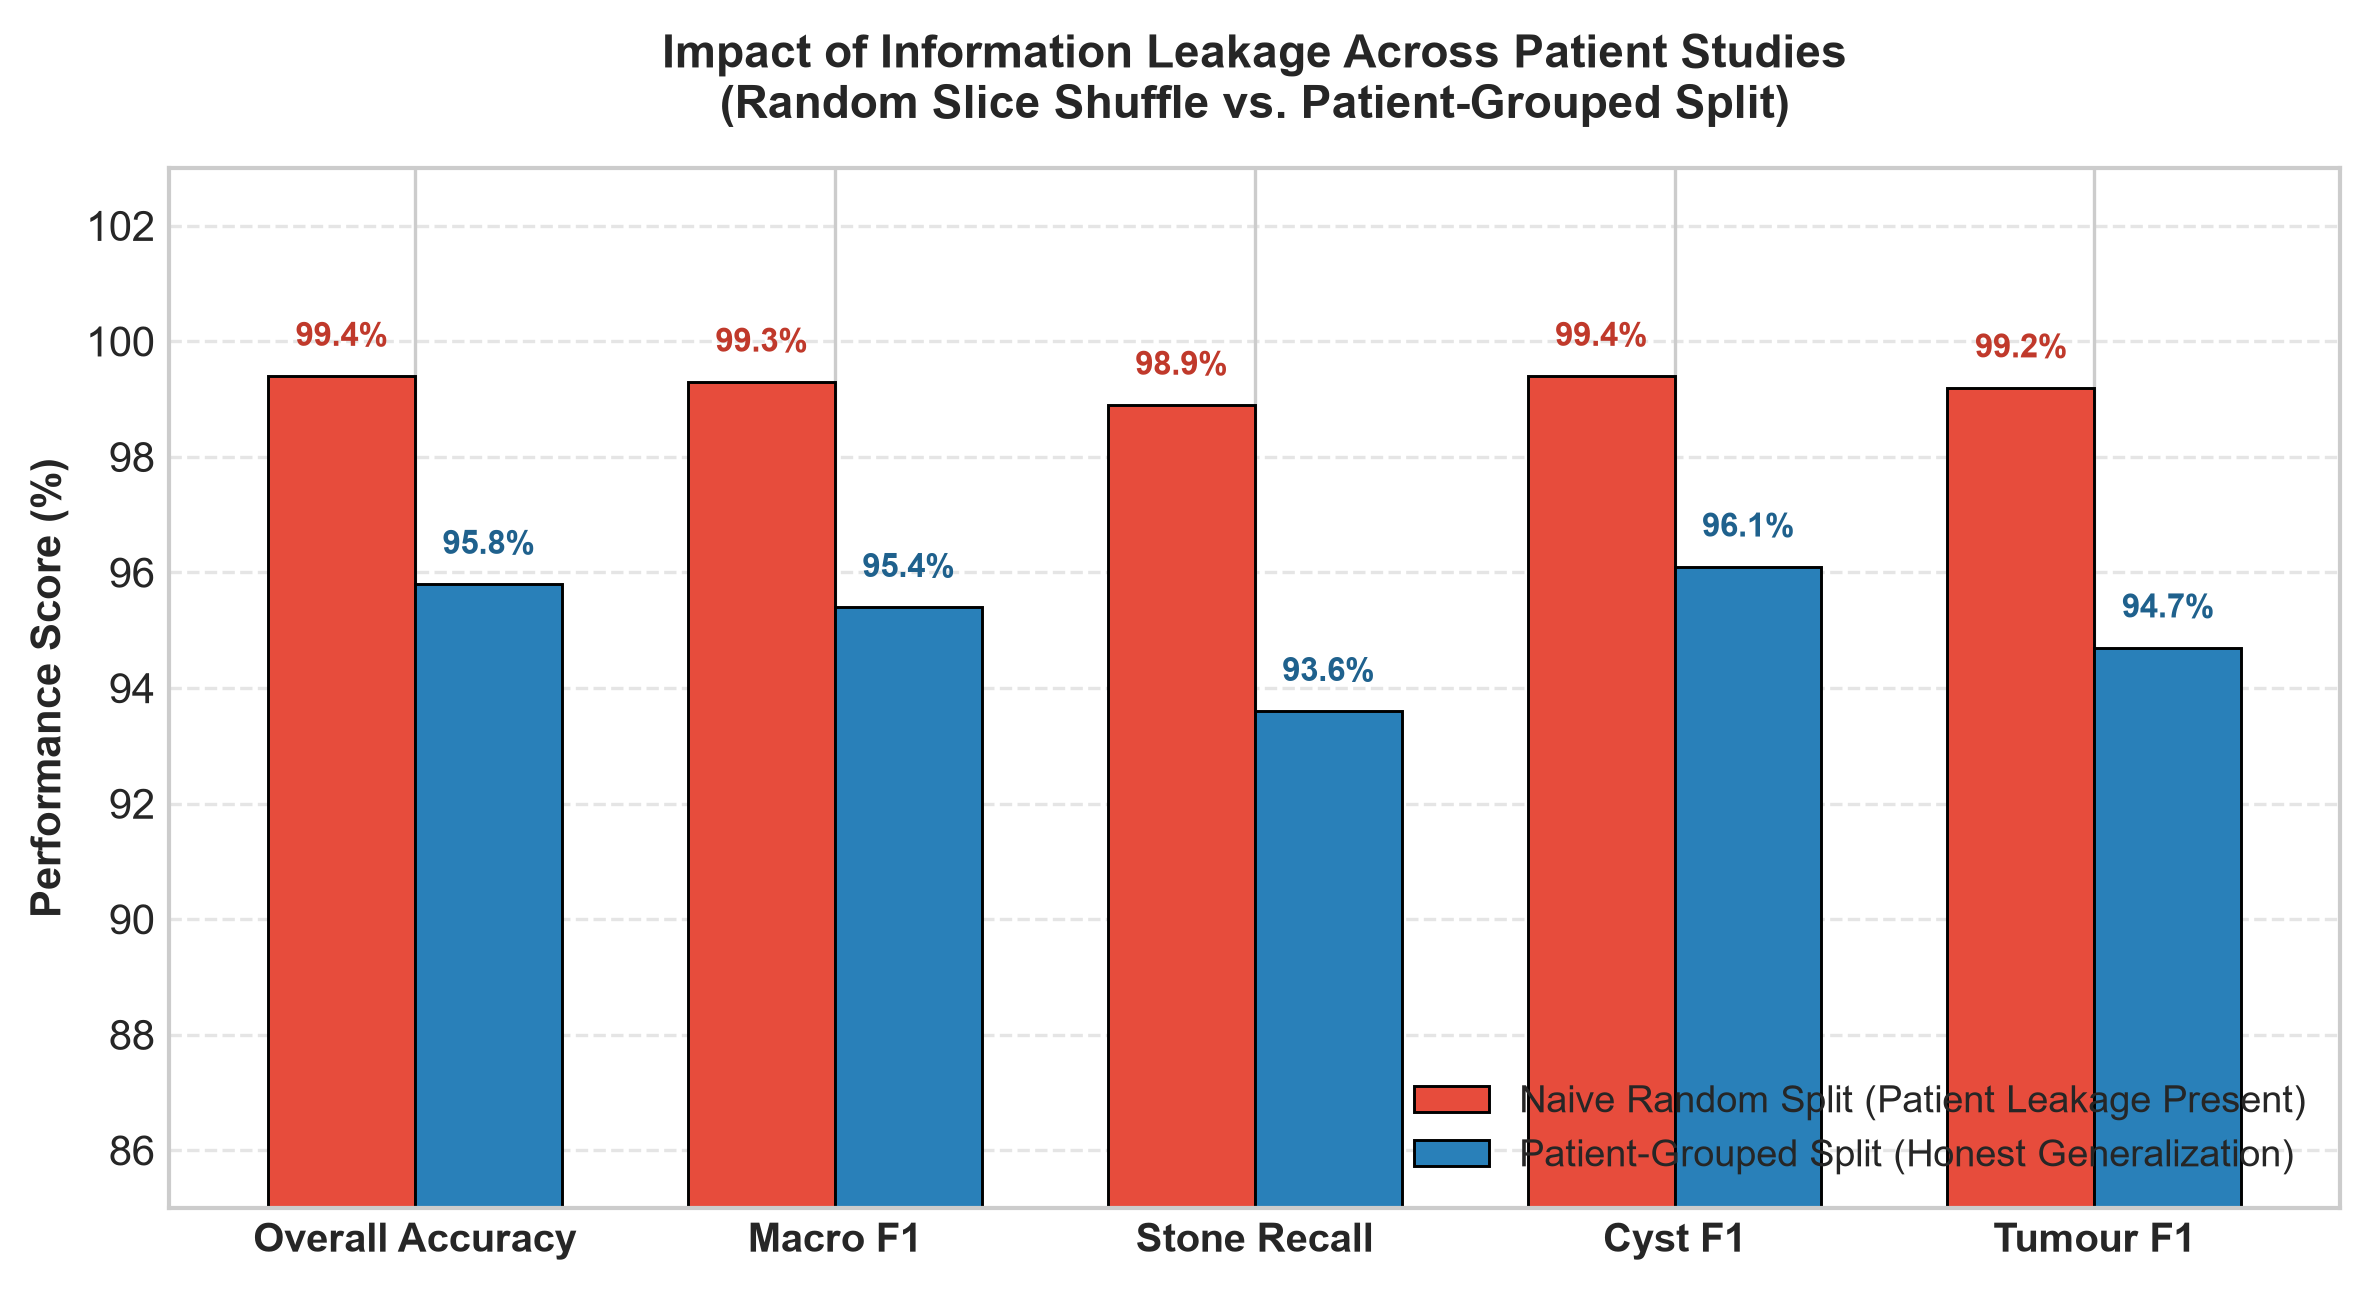 Impact of Information Leakage Across Patient Studies
(Random Slice Shuffle vs. Patient-Grouped Split)
Performance Score (%)
102
100
98
96
94
92
90
88
86
99.4%
95.8%
99.3%
95.4%
98.9%
93.6%
99.4%
96.1%
99.2%
94.7%
Naive Random Split (Patient Leakage Present)
Patient-Grouped Split (Honest Generalization)
Overall Accuracy
Macro F1
Stone Recall
Cyst F1
Tumour F1